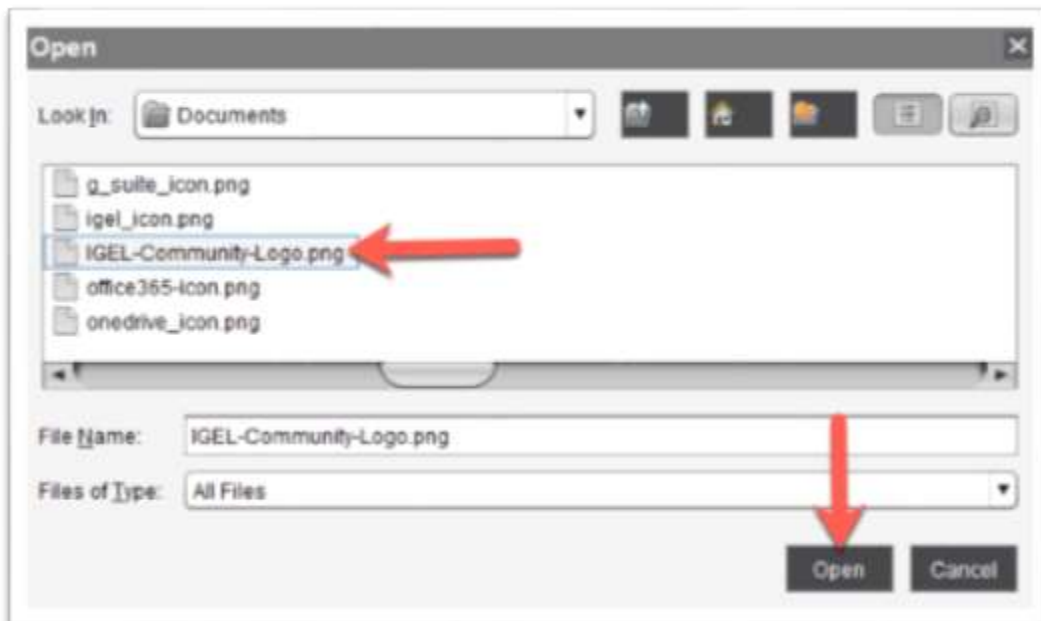 Open
Look In: Documents
g_suite_icon.png
igel_icon.png
IGEL-Community-Logo.png
office365-icon.png
onedrive_icon.png
File Name: IGEL-Community-Logo.png
Files of Type: All Files
Open Cancel